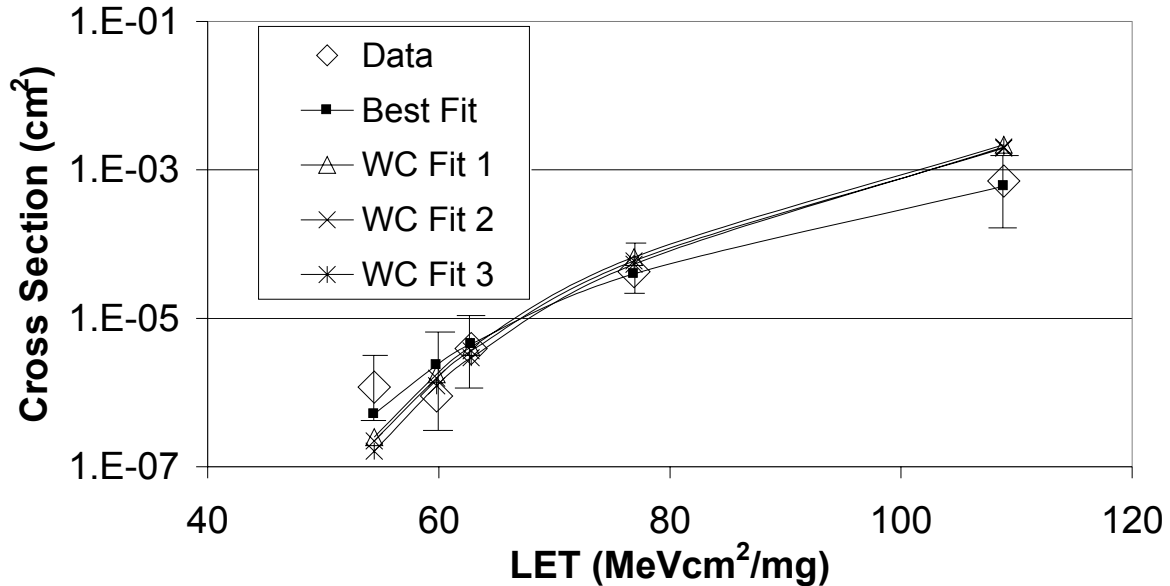 1.E-01
1.E-03
1.E-05
1.E-07
Cross Section (cm²)
Data
Best Fit
WC Fit 1
WC Fit 2
WC Fit 3
40 60 80 100 120
LET (MeVcm²/mg)